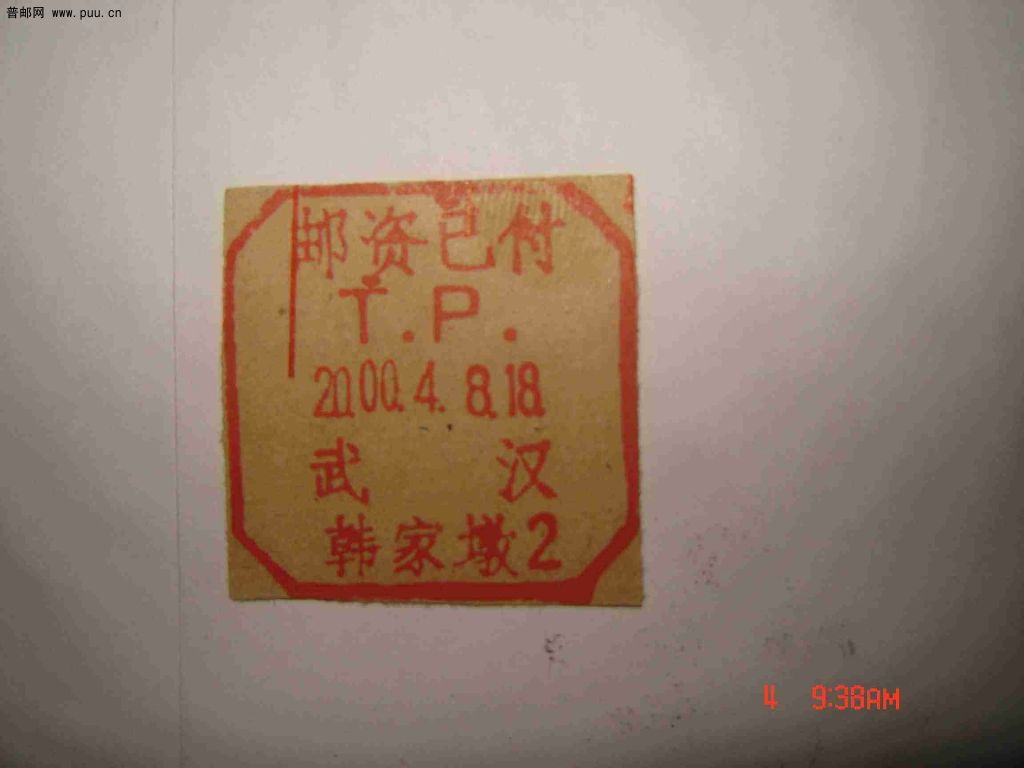 普邮网 www.puu.cn
邮资已付
T.P.
2000.4.8.18.
武 汉
韩家墩2
4 9:38AM